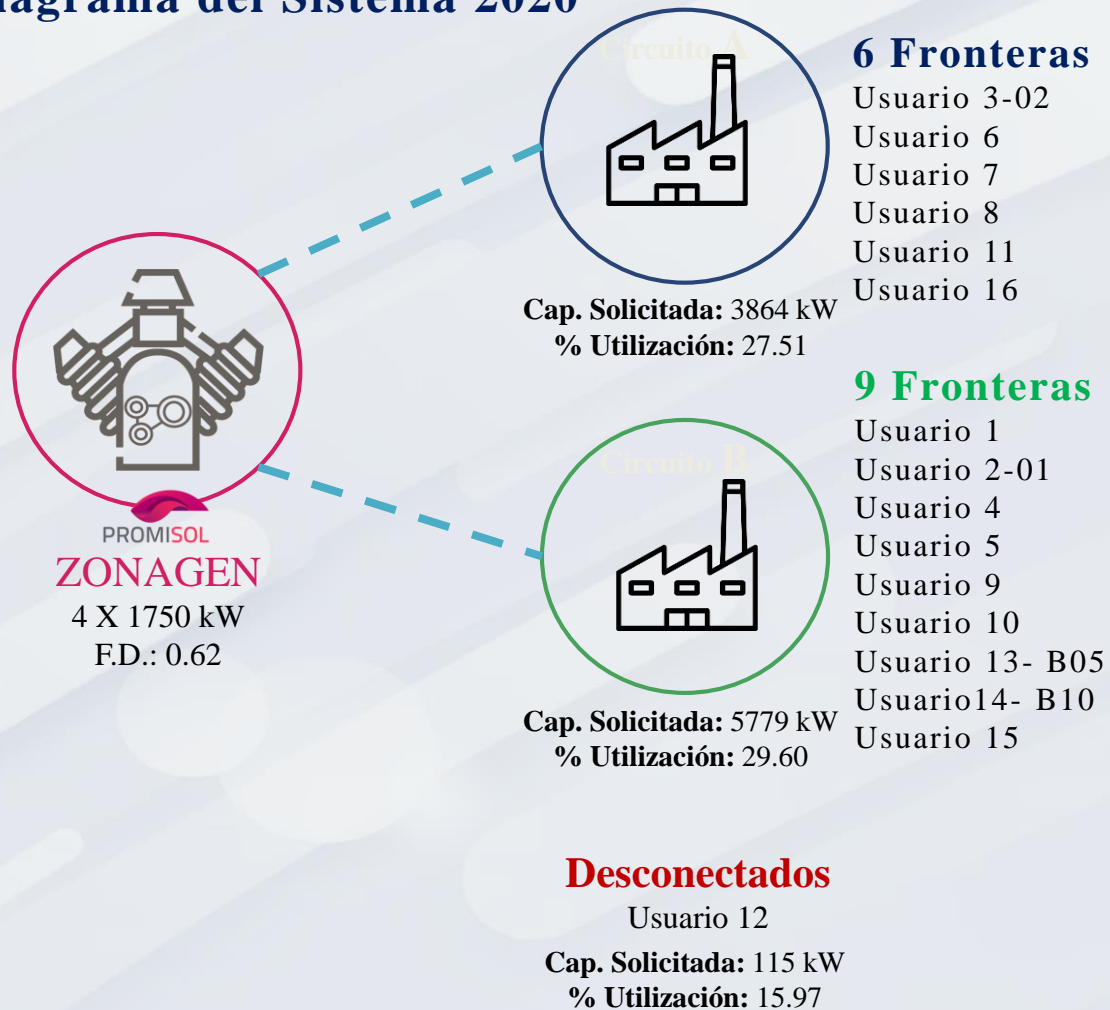 agrama del Sistema 2020
Circuito A
6 Fronteras
Usuario 3-02
Usuario 6
Usuario 7
Usuario 8
Usuario 11
Usuario 16
Cap. Solicitada: 3864 kW
% Utilización: 27.51
PROMISOL
ZONAGEN
4 X 1750 kW
F.D.: 0.62
Circuito B
9 Fronteras
Usuario 1
Usuario 2-01
Usuario 4
Usuario 5
Usuario 9
Usuario 10
Usuario 13- B05
Usuario14- B10
Usuario 15
Cap. Solicitada: 5779 kW
% Utilización: 29.60
Desconectados
Usuario 12
Cap. Solicitada: 115 kW
% Utilización: 15.97